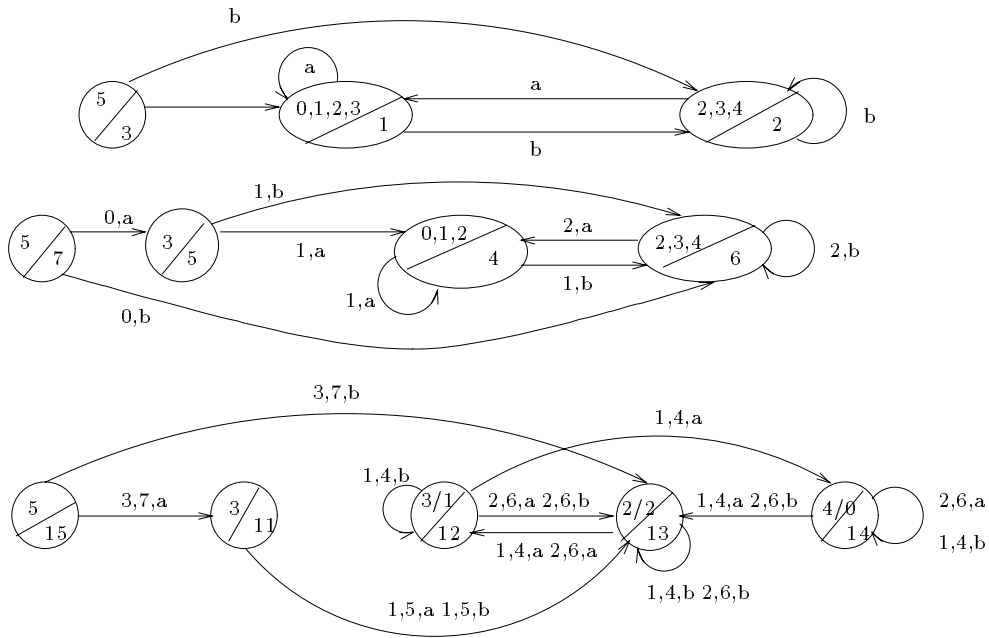 b
a
5
3
0,1,2,3
1
a
b
2,3,4
2
b
1,b
0,a
5
7
3
5
1,a
0,1,2
4
2,a
1,b
2,3,4
6
2,b
1,a
0,b
3,7,b
1,4,a
1,4,b
5
15
3,7,a
3
11
3/1
12
2,6,a 2,6,b
1,4,a 2,6,a
2/2
13
1,4,a 2,6,b
4/0
14
2,6,a
1,4,b
1,4,b 2,6,b
1,5,a 1,5,b